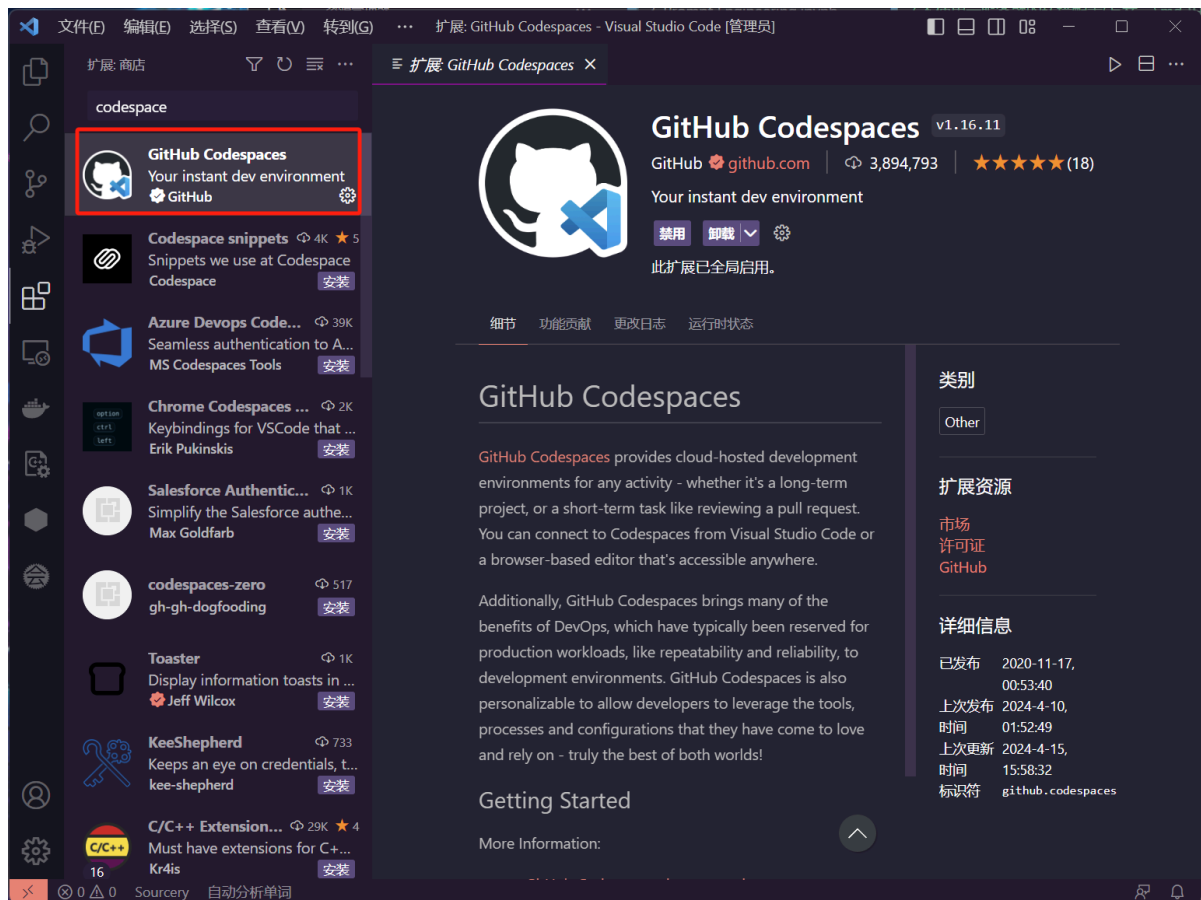 文件(F) 编辑(E) 选择(S) 查看(V) 转到(G) ··· 扩展: GitHub Codespaces - Visual Studio Code [管理员]
扩展: 商店
codespace
GitHub Codespaces
Your instant dev environment
GitHub
Codespace snippets 4K ★ 5
Snippets we use at Codespace
Codespace 安装
Azure Devops Code... 39K
Seamless authentication to A...
MS Codespaces Tools 安装
option
ctrl
left
Chrome Codespaces ... 2K
Keybindings for VSCode that ...
Erik Pukinskis 安装
Salesforce Authentic... 1K
Simplify the Salesforce authe...
Max Goldfarb 安装
codespaces-zero 517
gh-gh-dogfooding 安装
Toaster 1K
Display information toasts in ...
Jeff Wilcox 安装
KeeShepherd 733
Keeps an eye on credentials, t...
kee-shepherd 安装
C/C++
16
C/C++ Extension... 29K ★ 4
Must have extensions for C+...
Kr4is 安装
扩展: GitHub Codespaces
GitHub Codespaces v1.16.11
GitHub github.com 3,894,793 ★★★★★(18)
Your instant dev environment
禁用 卸载
此扩展已全局启用。
细节 功能贡献 更改日志 运行时状态
GitHub Codespaces
GitHub Codespaces provides cloud-hosted development
environments for any activity - whether it's a long-term
project, or a short-term task like reviewing a pull request.
You can connect to Codespaces from Visual Studio Code or
a browser-based editor that's accessible anywhere.
Additionally, GitHub Codespaces brings many of the
benefits of DevOps, which have typically been reserved for
production workloads, like repeatability and reliability, to
development environments. GitHub Codespaces is also
personalizable to allow developers to leverage the tools,
processes and configurations that they have come to love
and rely on - truly the best of both worlds!
Getting Started
More Information:
类别
Other
扩展资源
市场
许可证
GitHub
详细信息
已发布 2020-11-17,
00:53:40
上次发布 2024-4-10,
时间 01:52:49
上次更新 2024-4-15,
时间 15:58:32
标识符 github.codespaces
0 0 Sourcery 自动分析单词